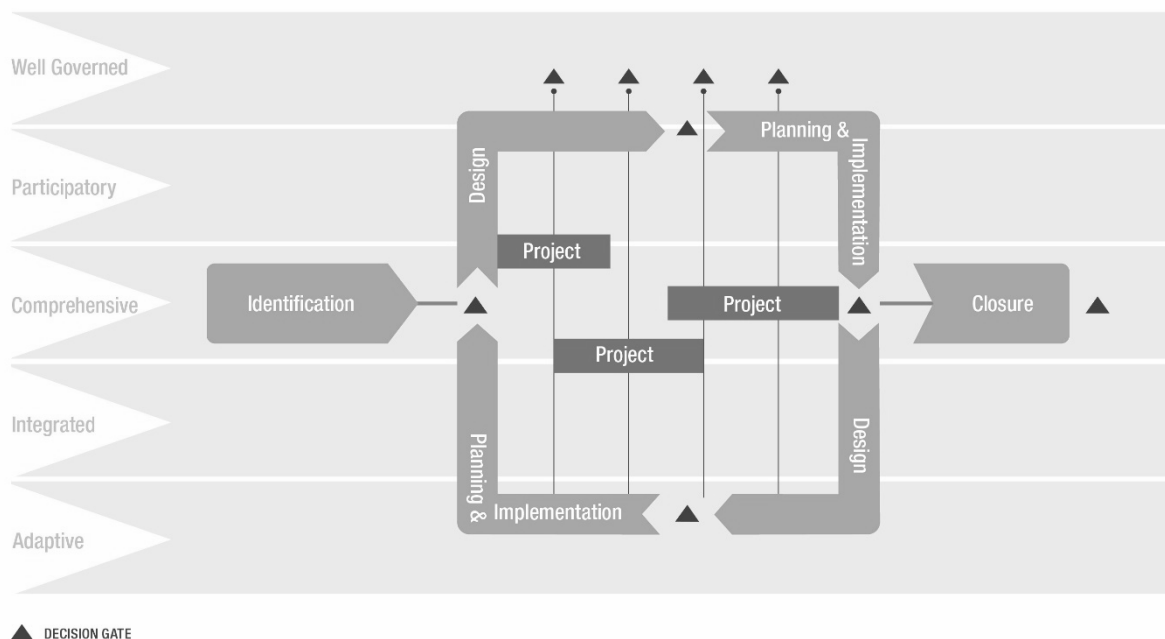 Well Governed
Planning &
Implementation
Participatory
Design
Project
Comprehensive
Identification
Project
Closure
Project
Integrated
Design
Planning &
Implementation
Adaptive
DECISION GATE